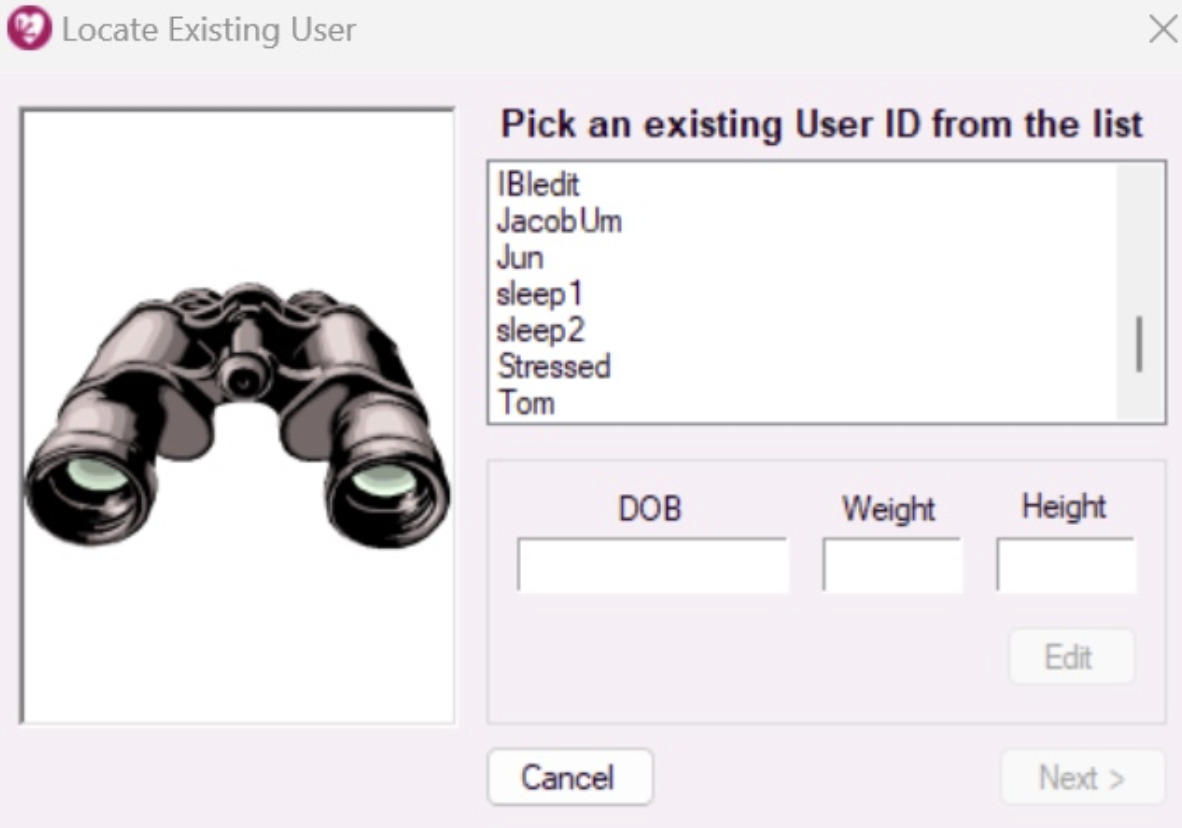 Locate Existing User
Pick an existing User ID from the list
IBIedit
JacobUm
Jun
sleep1
sleep2
Stressed
Tom
DOB Weight Height
Edit
Cancel Next >